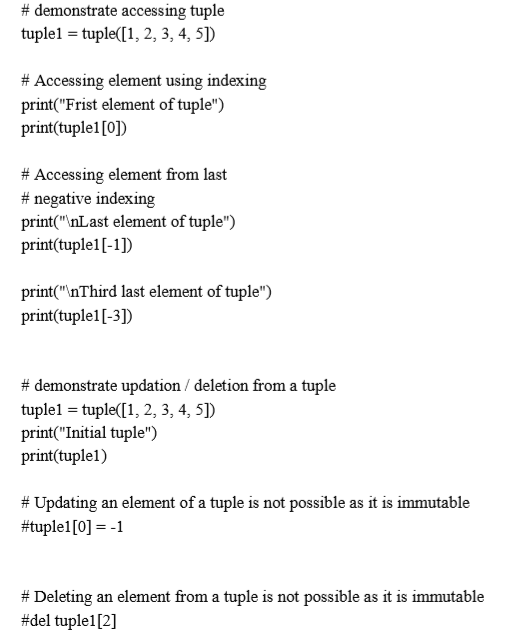 # demonstrate accessing tuple
tuple1 = tuple([1, 2, 3, 4, 5])
# Accessing element using indexing
print("Frist element of tuple")
print(tuple1[0])
# Accessing element from last
# negative indexing
print("\nLast element of tuple")
print(tuple1[-1])
print("\nThird last element of tuple")
print(tuple1[-3])
# demonstrate updation / deletion from a tuple
tuple1 = tuple([1, 2, 3, 4, 5])
print("Initial tuple")
print(tuple1)
# Updating an element of a tuple is not possible as it is immutable
#tuple1[0] = -1
# Deleting an element from a tuple is not possible as it is immutable
#del tuple1[2]